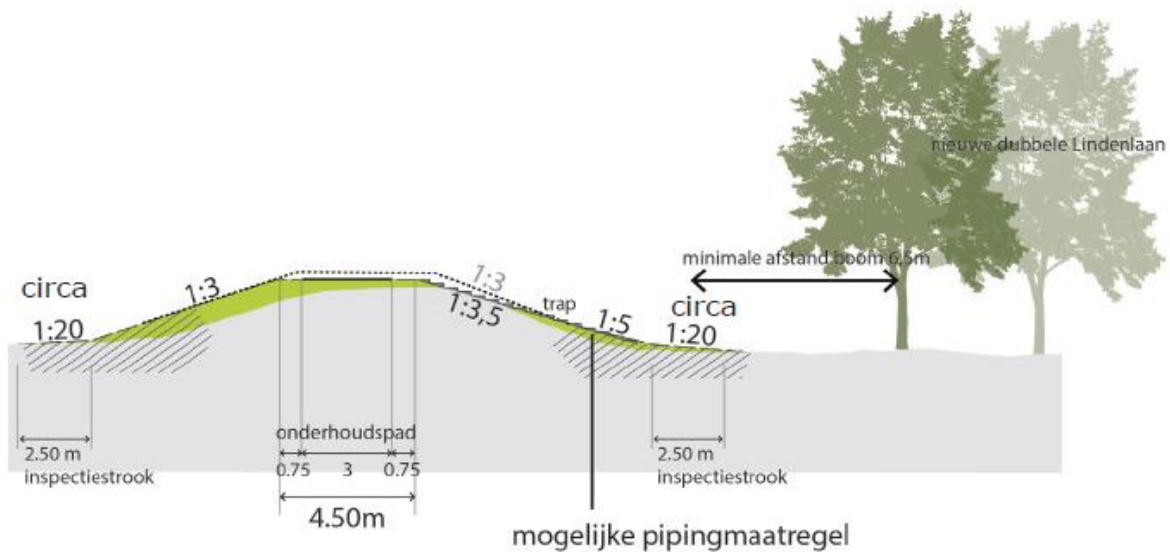 nieuwe dubbele Lindenlaan
minimale afstand boom 6,5m
circa
1:20
1:3
1:3
1:3,5
trap
1:5
circa
1:20
2.50 m
inspectiestrook
onderhoudspad
0.75 3 0.75
4.50m
2.50 m
inspectiestrook
mogelijke pipingmaatregel